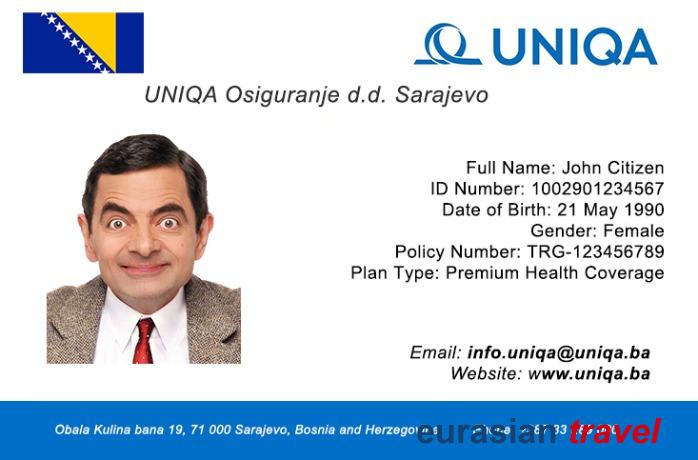 UNIQA
UNIQA Osiguranje d.d. Sarajevo
Full Name: John Citizen
ID Number: 1002901234567
Date of Birth: 21 May 1990
Gender: Female
Policy Number: TRG-123456789
Plan Type: Premium Health Coverage
Email: info.uniqa@uniqa.ba
Website: www.uniqa.ba
Obala Kulina bana 19, 71 000 Sarajevo, Bosnia and Herzegovina
eurasian travel